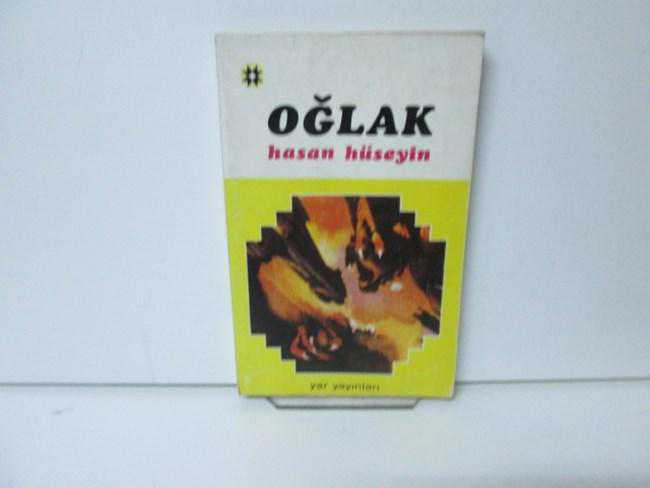 OĞLAK
hasan hüseyin
yar yayınları